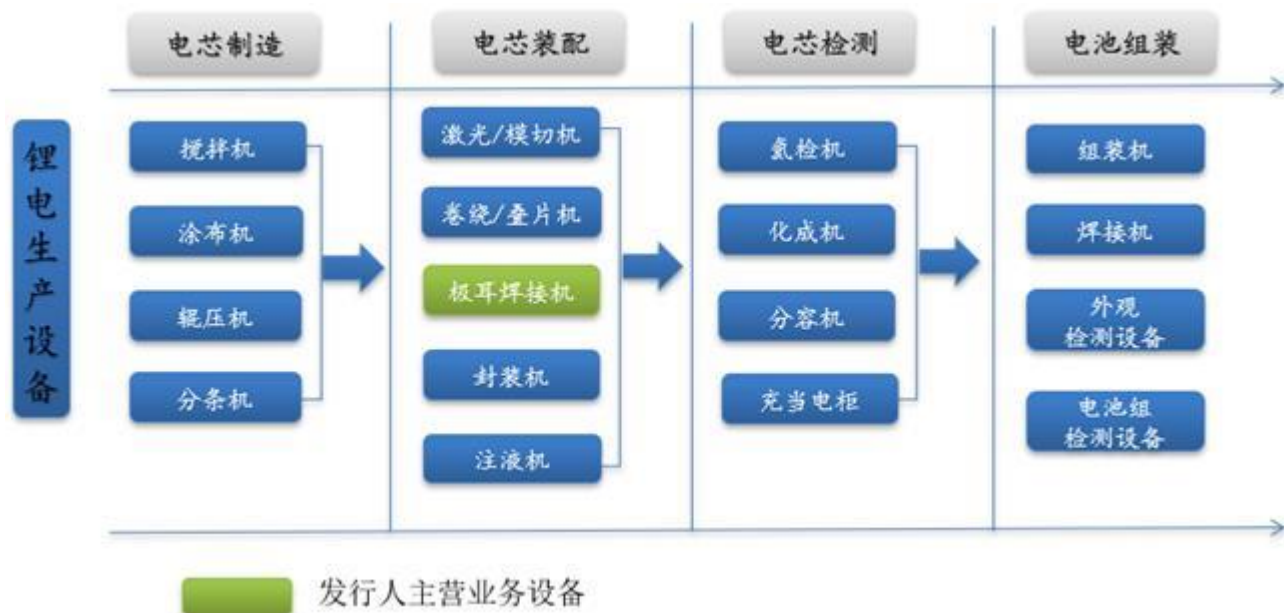 电芯制造
电芯装配
电芯检测
电池组装
锂电生产设备
搅拌机
涂布机
辊压机
分条机
激光/模切机
卷绕/叠片机
极耳焊接机
封装机
注液机
氦检机
化成机
分容机
充当电柜
组装机
焊接机
外观
检测设备
电池组
检测设备
发行人主营业务设备